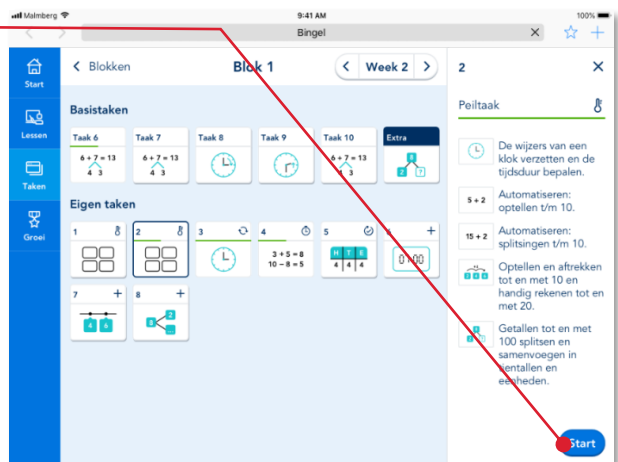 Malmberg
9:41 AM
100%
Bingel
Start
Lessen
Taken
Groei
Blokken
Blok 1
Week 2
Basistaken
Taak 6
6 + 7 = 13
4 3
Taak 7
6 + 7 = 13
4 3
Taak 8
Taak 9
Taak 10
6 + 7 = 13
4 3
Extra
2 ?
Eigen taken
1
2
3
4
3 + 5 = 8
10 – 8 = 5
5
H T E
4 4 4
+
7 +
4 6
8 +
8 2
2
Peiltaak
De wijzers van een
klok verzetten en de
tijdsduur bepalen.
5 + 2
Automatiseren:
optellen t/m 10.
15 + 2
Automatiseren:
splitsingen t/m 10.
Optellen en aftrekken
tot en met 10 en
handig rekenen tot en
met 20.
Getallen tot en met
100 splitsen en
samenvoegen in
tientallen en
eenheden.
Start